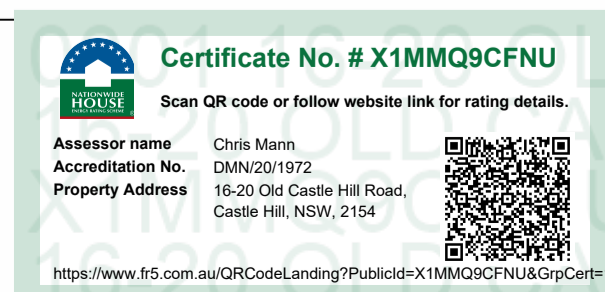 Certificate No. # X1MMQ9CFNU
NATIONWIDE
HOUSE
ENERGY RATING SCHEME
®
Scan QR code or follow website link for rating details.
Assessor name Chris Mann
Accreditation No. DMN/20/1972
Property Address 16-20 Old Castle Hill Road,
Castle Hill, NSW, 2154
https://www.fr5.com.au/QRCodeLanding?PublicId=X1MMQ9CFNU&GrpCert=